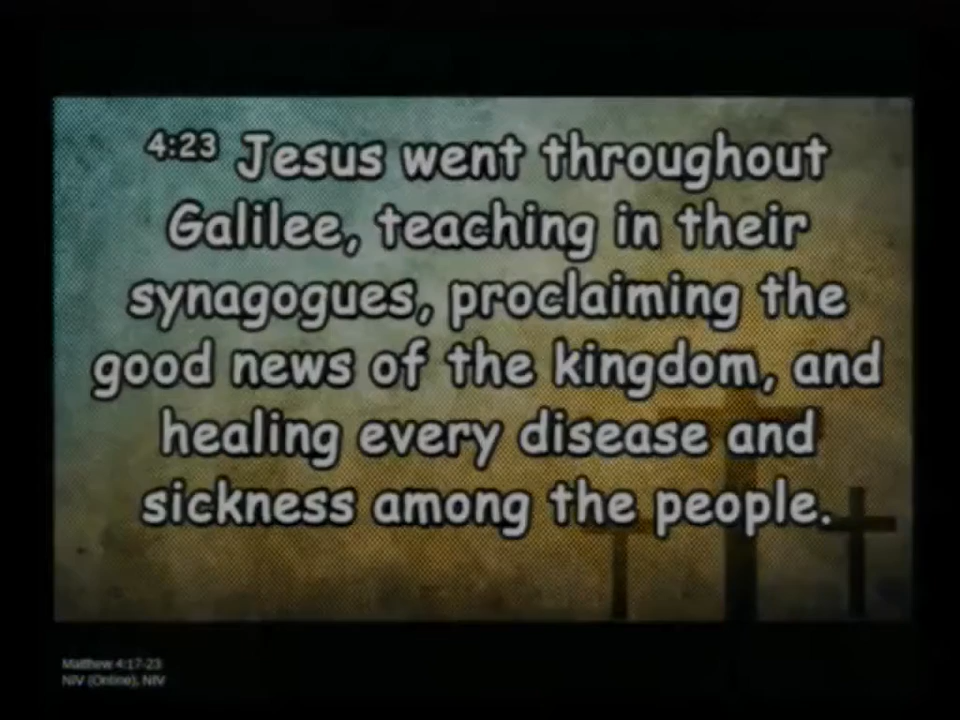 4:23 Jesus went throughout
Galilee, teaching in their
synagogues, proclaiming the
good news of the kingdom, and
healing every disease and
sickness among the people.
Matthew 4:17-23
NIV (Online), NIV